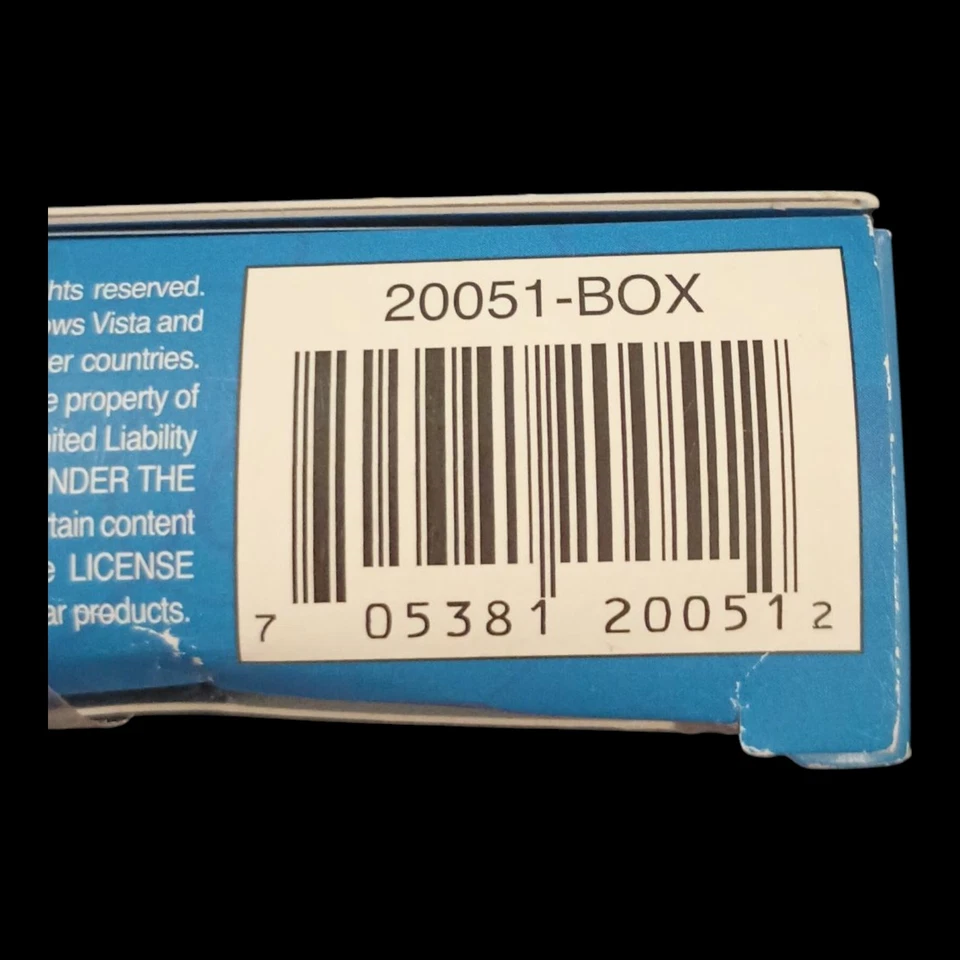 hts reserved.
ows Vista and
er countries.
e property of
ited Liability
NDER THE
tain content
e LICENSE
ar products.
20051-BOX
7 05381 20051 2